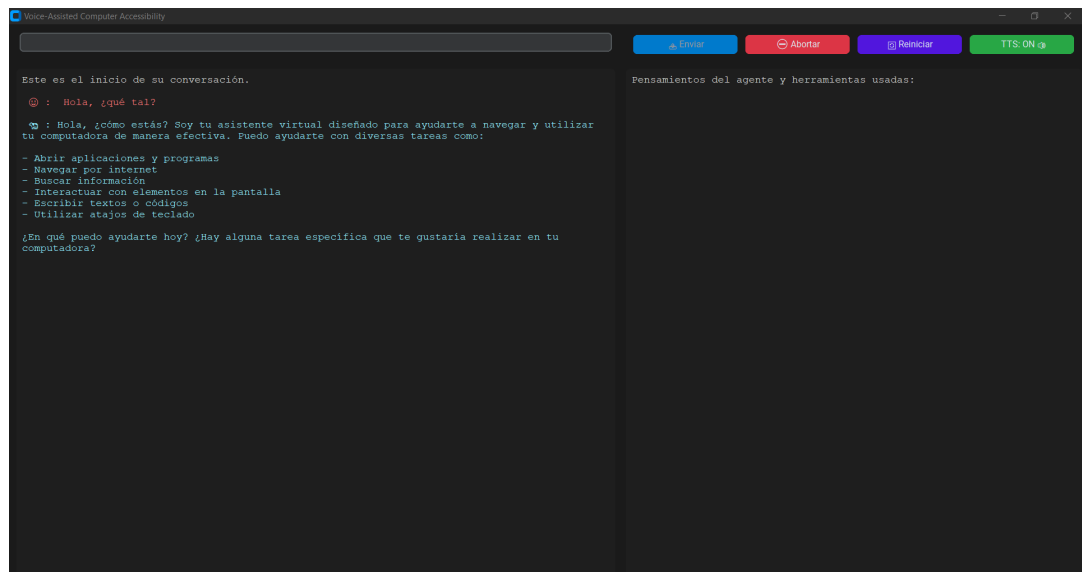 Voice-Assisted Computer Accessibility
Enviar
Abortar
Reiniciar
TTS: ON
Este es el inicio de su conversación.
: Hola, ¿qué tal?
: Hola, ¿cómo estás? Soy tu asistente virtual diseñado para ayudarte a navegar y utilizar
tu computadora de manera efectiva. Puedo ayudarte con diversas tareas como:
- Abrir aplicaciones y programas
- Navegar por internet
- Buscar información
- Interactuar con elementos en la pantalla
- Escribir textos o códigos
- Utilizar atajos de teclado
¿En qué puedo ayudarte hoy? ¿Hay alguna tarea específica que te gustaría realizar en tu
computadora?
Pensamientos del agente y herramientas usadas: